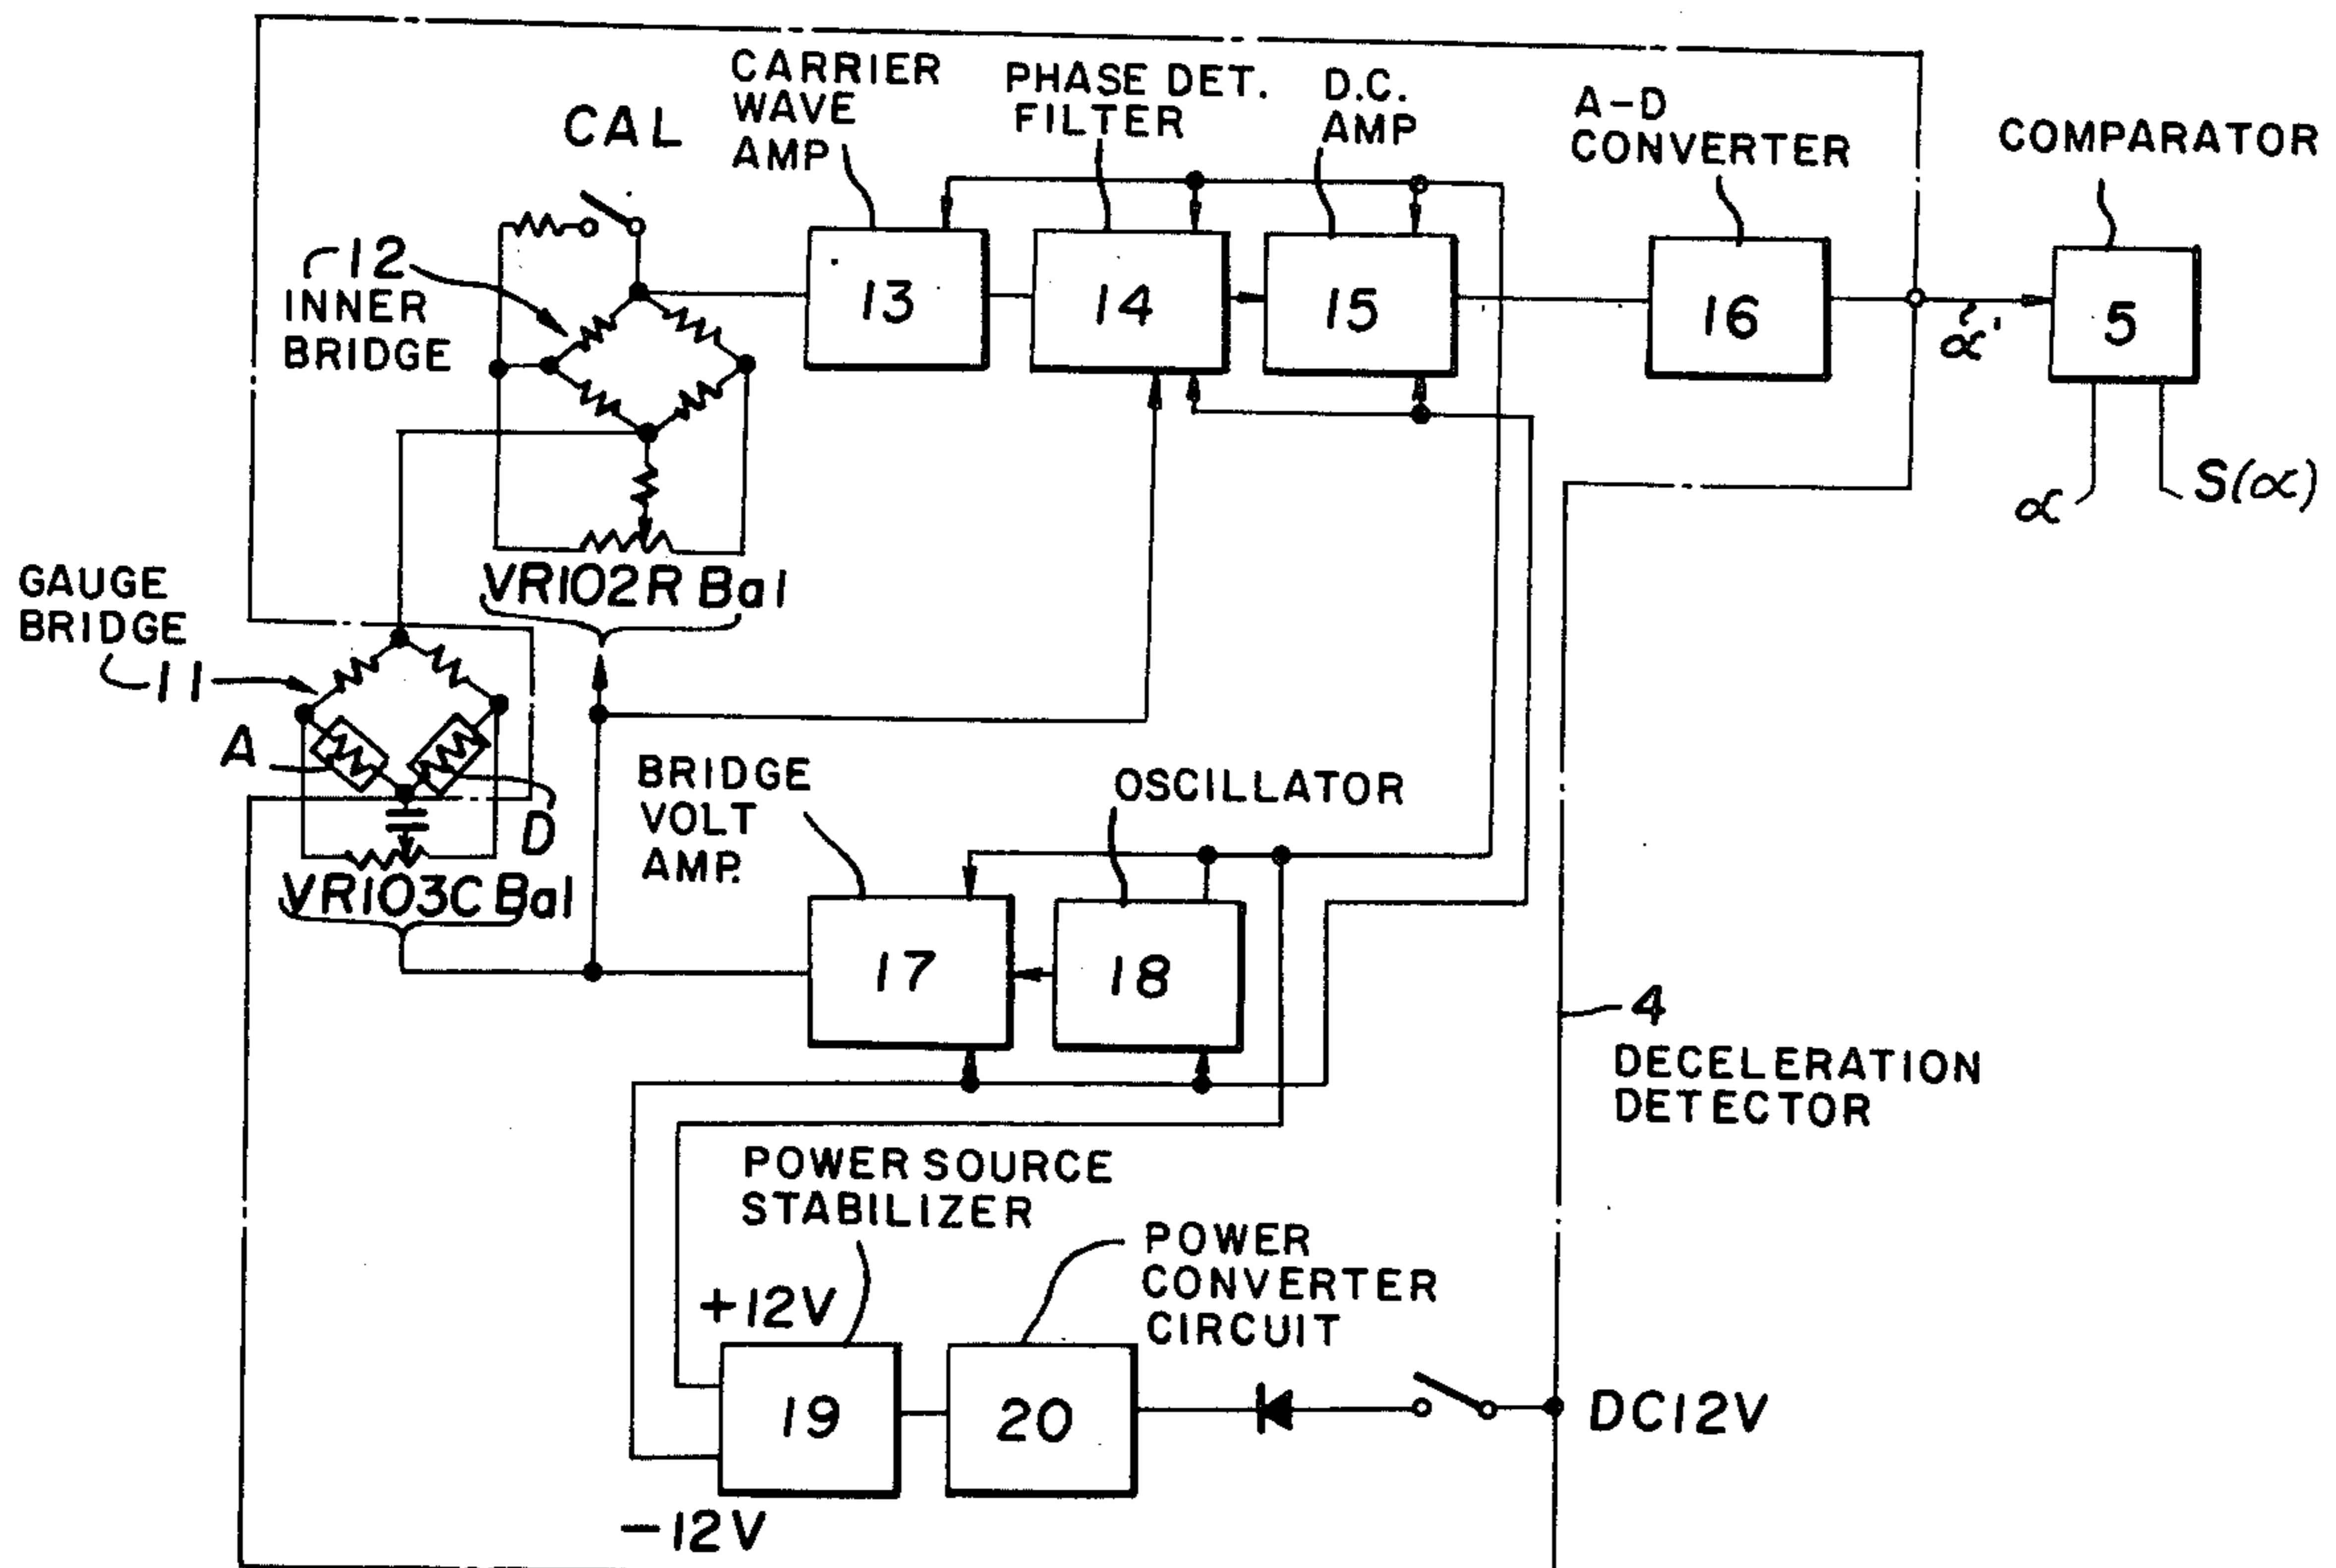 CARRIER
WAVE
AMP
PHASE DET.
FILTER
D.C.
AMP
A-D
CONVERTER
COMPARATOR
CAL
12
INNER
BRIDGE
13
14
15
16
5
α'
α
S(α)
VR102R Bal
GAUGE
BRIDGE
11
A
D
VR103C Bal
BRIDGE
VOLT
AMP.
OSCILLATOR
17
18
4
DECELERATION
DETECTOR
POWER SOURCE
STABILIZER
POWER
CONVERTER
CIRCUIT
+12V
19
20
DC12V
-12V